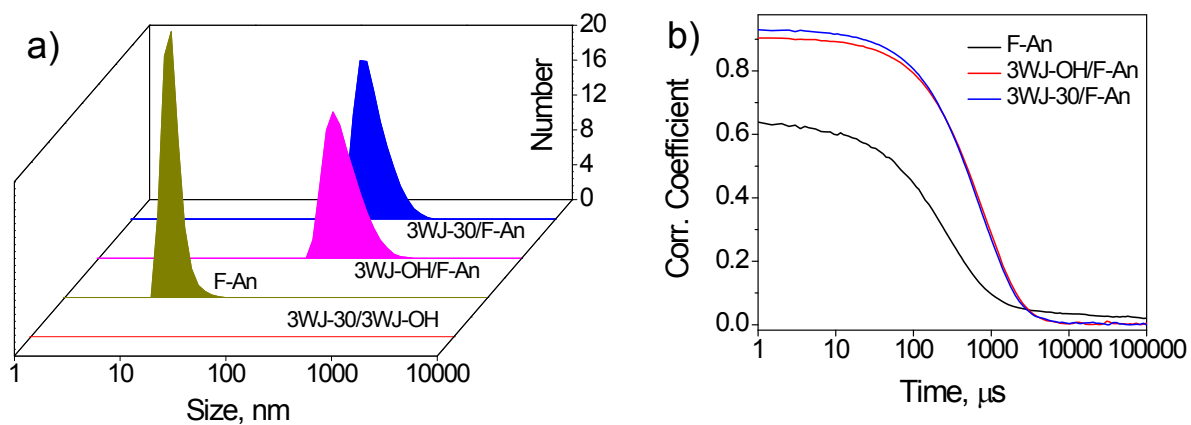 a)
20
16
12
8
4
0
Number
3WJ-30/F-An
3WJ-OH/F-An
F-An
3WJ-30/3WJ-OH
1 10 100 1000 10000
Size, nm
b)
F-An
3WJ-OH/F-An
3WJ-30/F-An
0.8
0.6
0.4
0.2
0.0
Corr. Coefficient
1 10 100 1000 10000 100000
Time, μs